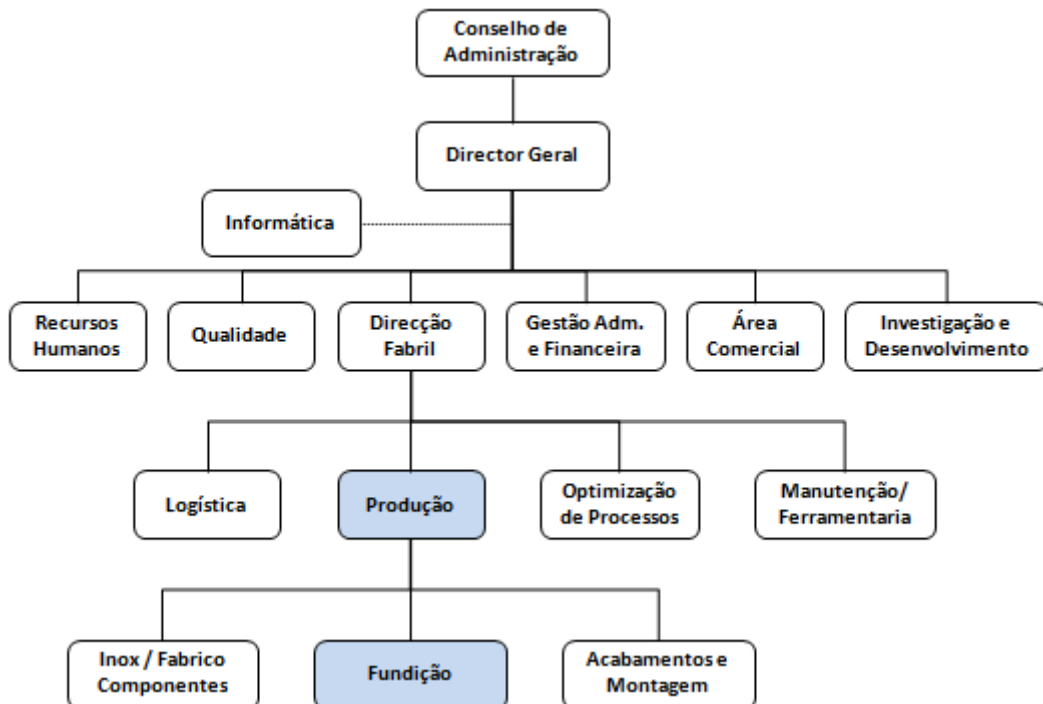 Conselho de
Administração
Director Geral
Informática
Recursos
Humanos
Qualidade
Direcção
Fabril
Gestão Adm.
e Financeira
Área
Comercial
Investigação e
Desenvolvimento
Logística
Produção
Optimização
de Processos
Manutenção/
Ferramentaria
Inox / Fabrico
Componentes
Fundição
Acabamentos e
Montagem